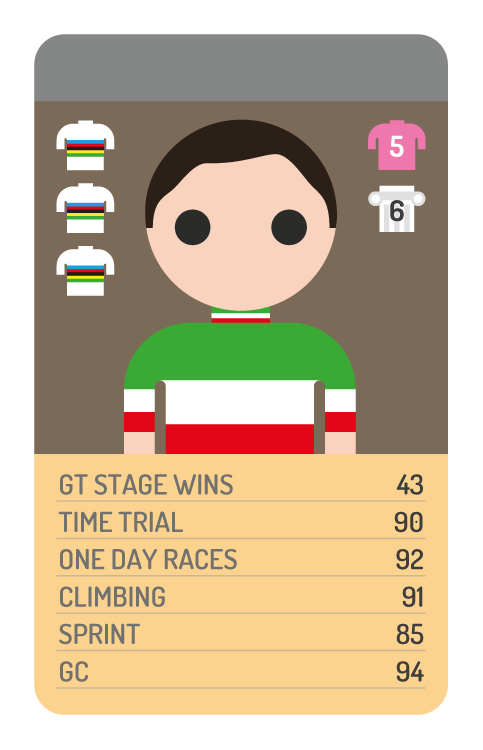 5
6
GT STAGE WINS 43
TIME TRIAL 90
ONE DAY RACES 92
CLIMBING 91
SPRINT 85
GC 94